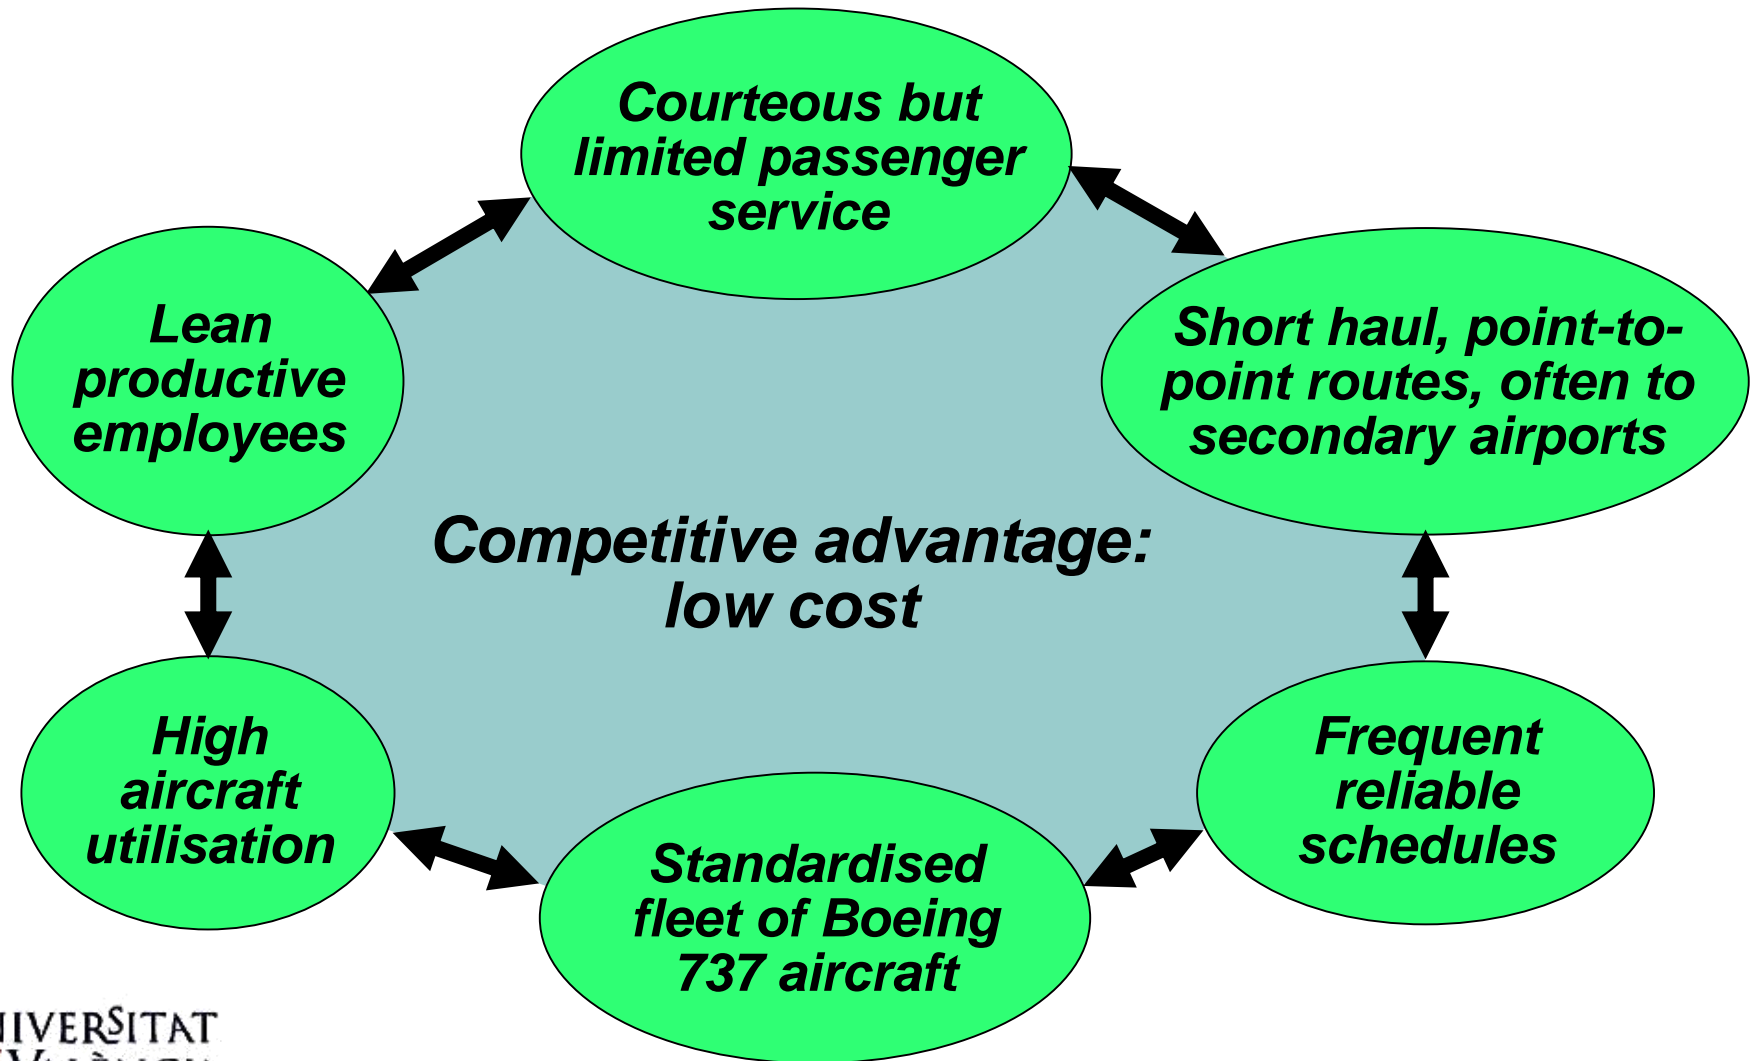 Courteous but
limited passenger
service
Lean
productive
employees
Short haul, point-to-
point routes, often to
secondary airports
Competitive advantage:
low cost
High
aircraft
utilisation
Frequent
reliable
schedules
Standardised
fleet of Boeing
737 aircraft
NIVERSITAT